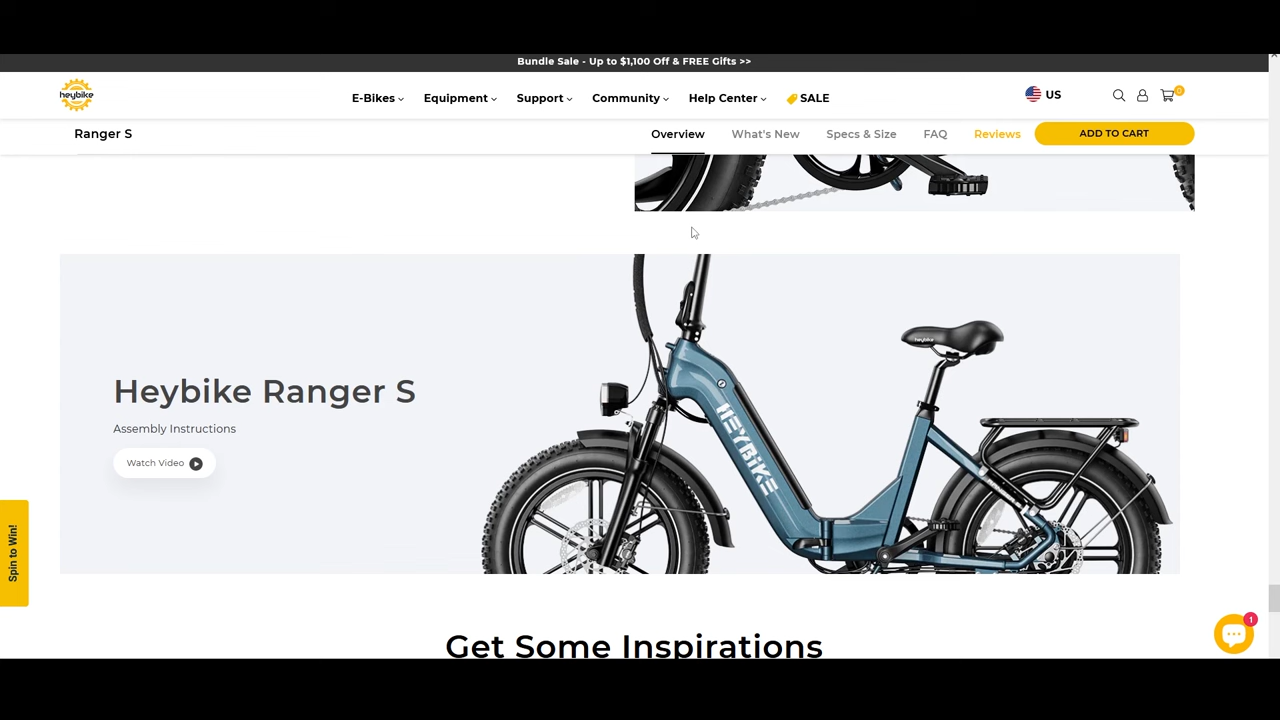 Bundle Sale - Up to $1,100 Off & FREE Gifts >>
heybike
E-Bikes
Equipment
Support
Community
Help Center
SALE
US
0
Ranger S
Overview
What's New
Specs & Size
FAQ
Reviews
ADD TO CART
heybike
HEYBIKE
Heybike Ranger S
Assembly Instructions
Watch Video
Spin to Win!
1
Get Some Inspirations